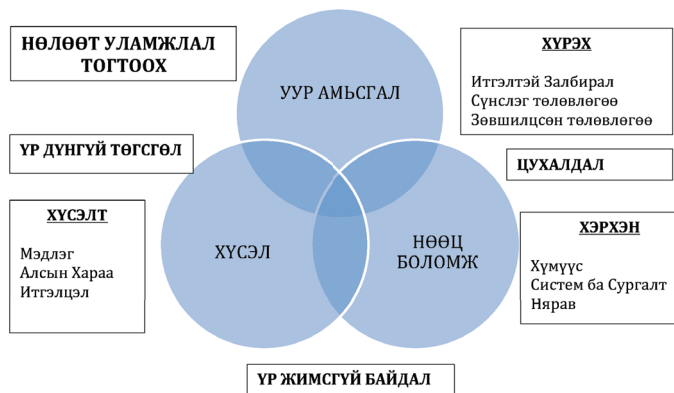 НӨЛӨӨТ УЛАМЖЛАЛ
ТОГТООХ
УУР АМЬСГАЛ
ХҮРЭХ
Итгэлтэй Залбирал
Сүнслэг төлөвлөгөө
Зөвшилцсөн төлөвлөгөө
ҮР ДҮНГҮЙ ТӨГСГӨЛ
ЦУХАЛДАЛ
ХҮСЭЛТ
Мэдлэг
Алсын Хараа
Итгэлцэл
ХҮСЭЛ
НӨӨЦ
БОЛОМЖ
ХЭРХЭН
Хүмүүс
Систем ба Сургалт
Нярав
ҮР ЖИМСГҮЙ БАЙДАЛ